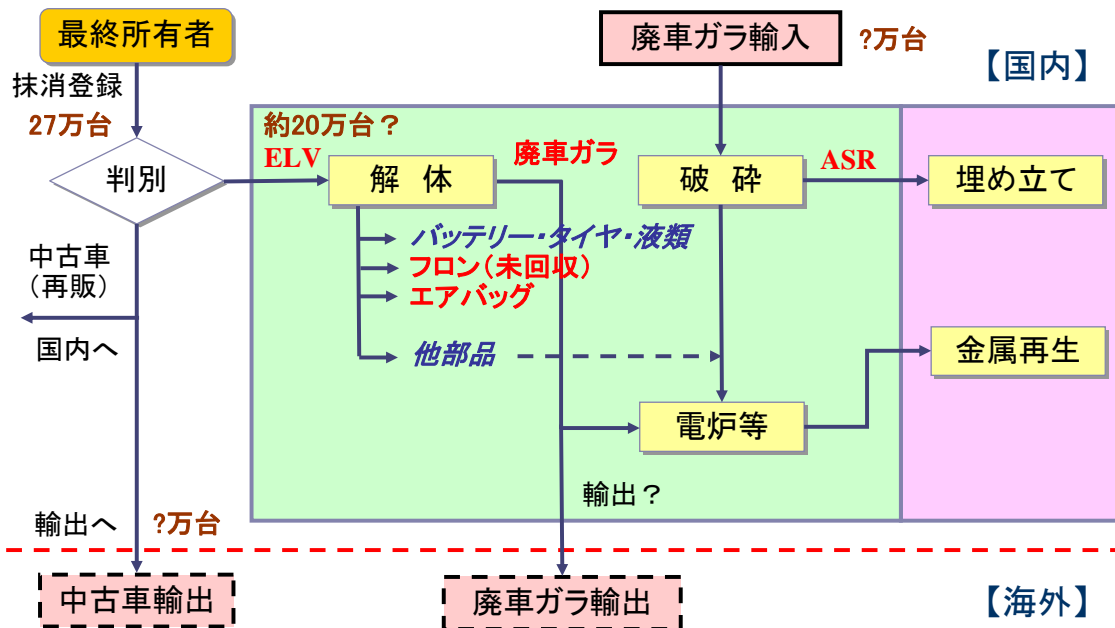 最終所有者
廃車ガラ輸入
?万台
【国内】
抹消登録
27万台
約20万台？
ELV
廃車ガラ
ASR
判別
解 体
破 砕
埋め立て
バッテリー・タイヤ・液類
フロン（未回収）
エアバッグ
中古車
（再販）
国内へ
他部品
金属再生
電炉等
輸出？
輸出へ
?万台
中古車輸出
廃車ガラ輸出
【海外】